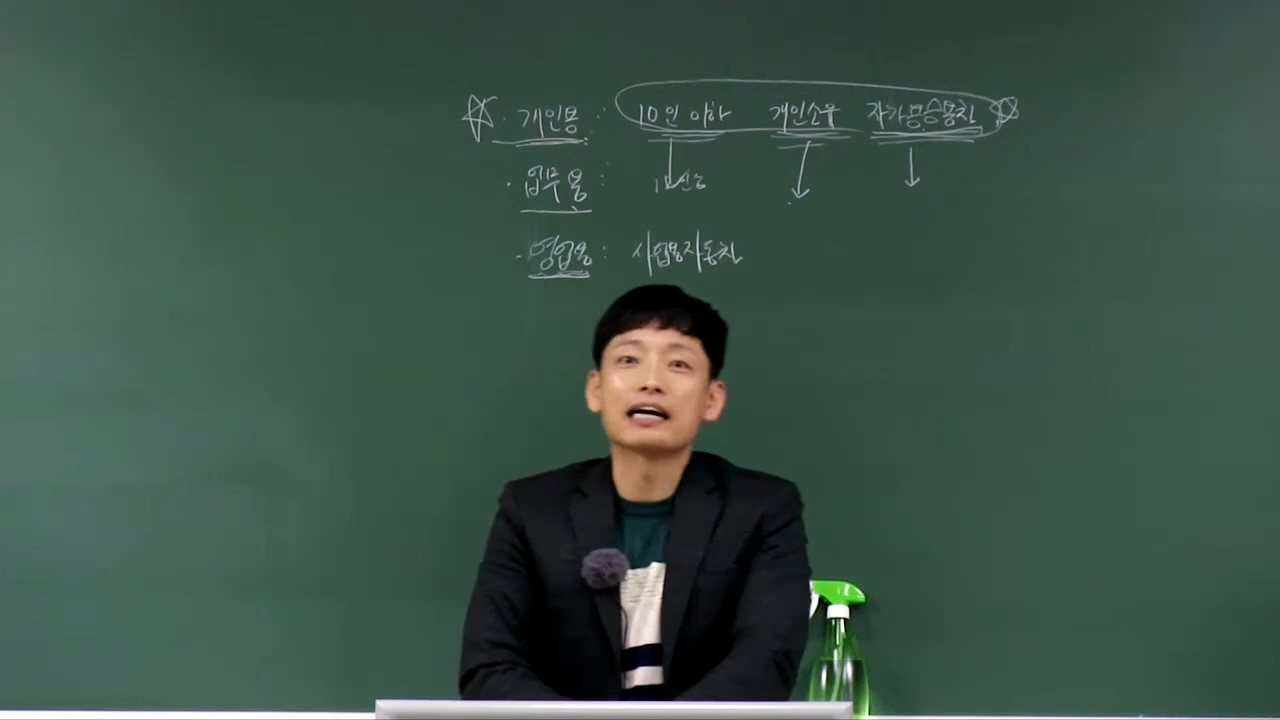 · 개인용 : 10인 이하 개인소유 자가용승용차
· 업무용 :
· 영업용 : 사업용자동차